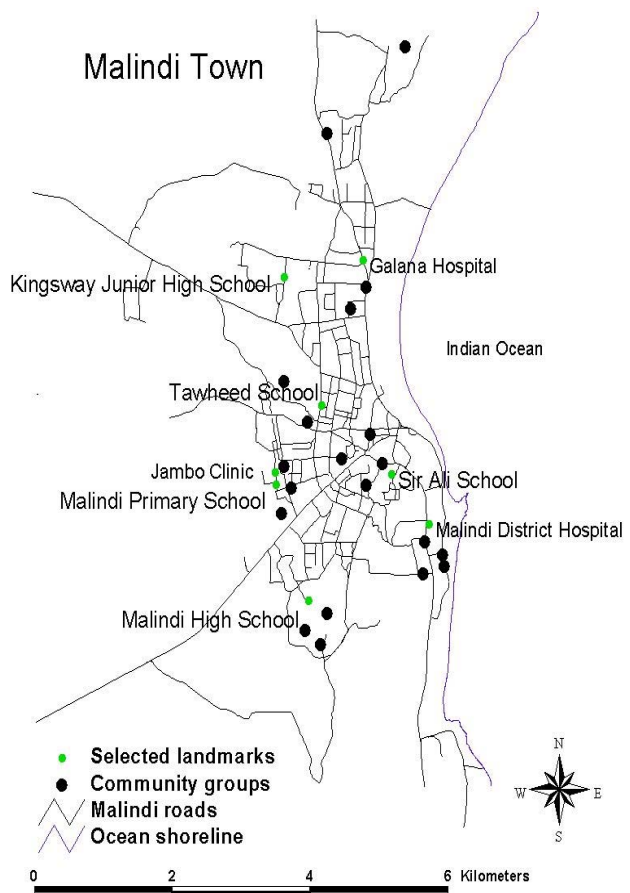 Malindi Town
Galana Hospital
Kingsway Junior High School
Indian Ocean
Tawheed School
Jambo Clinic
Sir Ali School
Malindi Primary School
Malindi District Hospital
Malindi High School
Selected landmarks
Community groups
Malindi roads
Ocean shoreline
N
W E
S
0 2 4 6 Kilometers